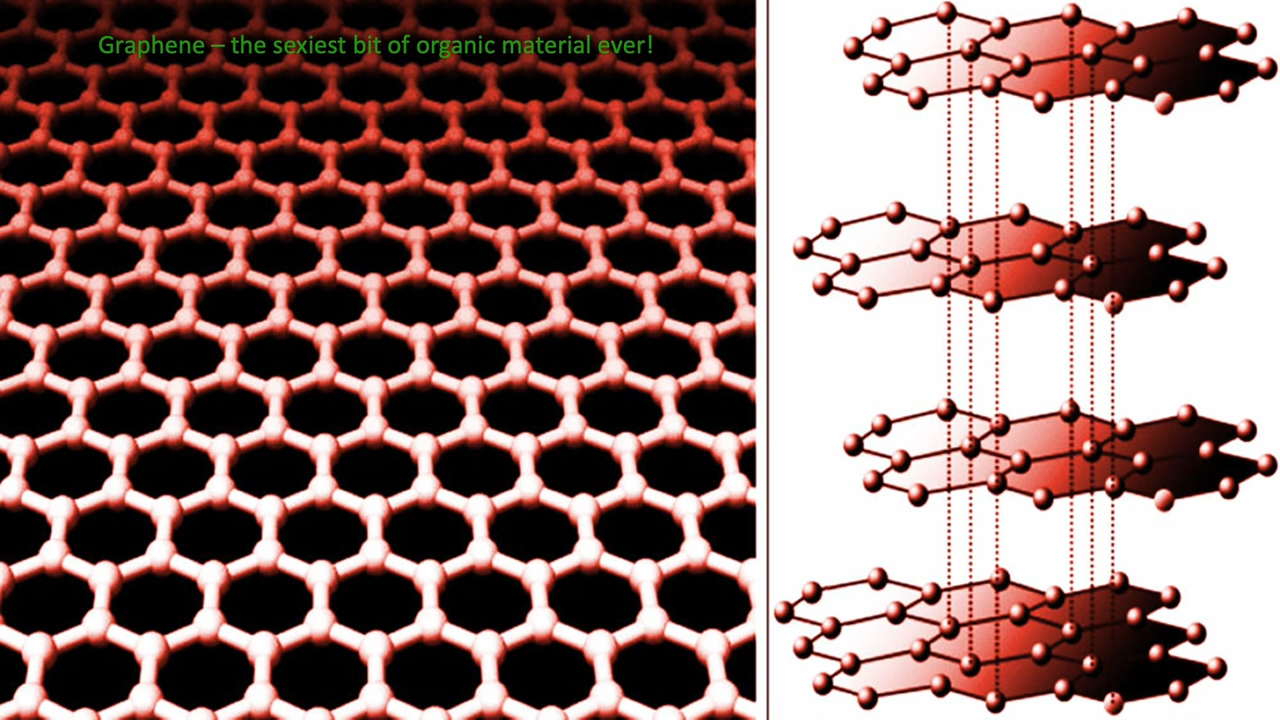 Graphene – the sexiest bit of organic material ever!